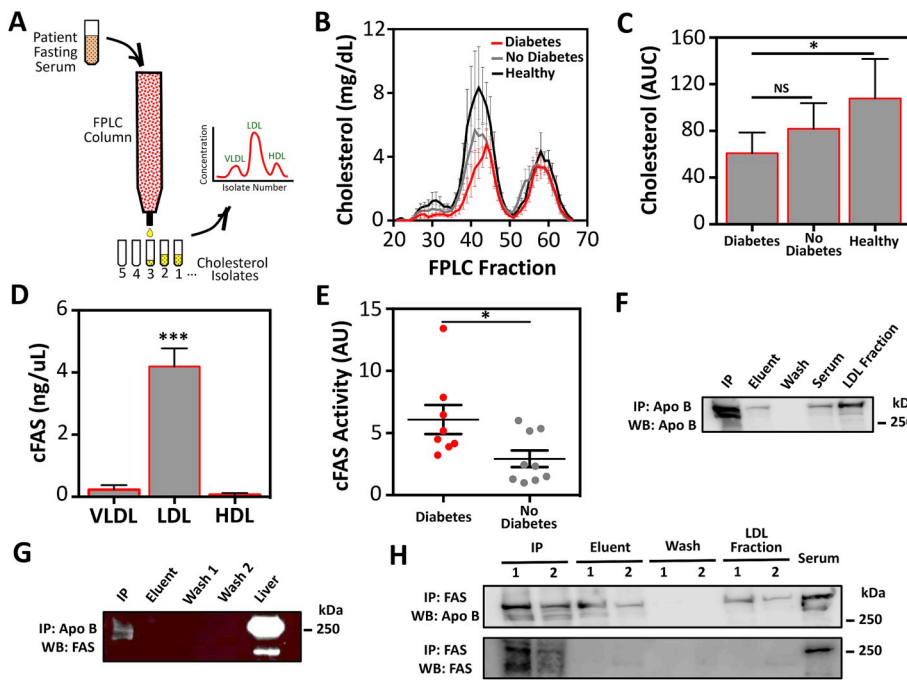 A
Patient
Fasting
Serum
FPLC
Column
Concentration
VLDL
LDL
HDL
Isolate Number
5 4 3 2 1 ...
Cholesterol
Isolates
B
Cholesterol (mg/dL)
12
8
4
0
Diabetes
No Diabetes
Healthy
20 30 40 50 60 70
FPLC Fraction
C
Cholesterol (AUC)
160
120
80
40
0
*
NS
Diabetes
No
Diabetes
Healthy
D
cFAS (ng/uL)
6
4
2
0
***
VLDL LDL HDL
E
cFAS Activity (AU)
15
10
5
0
*
Diabetes
No
Diabetes
F
IP Eluent Wash Serum LDL Fraction
IP: Apo B
WB: Apo B
kD
250
G
IP Eluent Wash 1 Wash 2 Liver
kDa
IP: Apo B
WB: FAS
250
H
IP Eluent Wash LDL Fraction Serum
1 2 1 2 1 2 1 2
kDa
IP: FAS
WB: Apo B
250
IP: FAS
WB: FAS
250